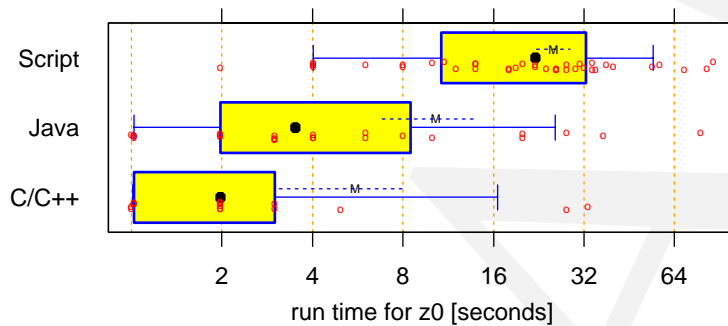 Script M
Java M
C/C++ M
2 4 8 16 32 64
run time for z0 [seconds]